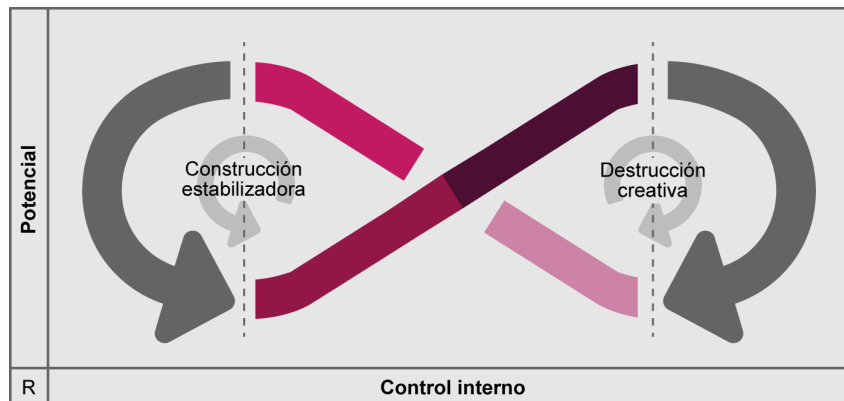 Potencial
Construcción
estabilizadora
Destrucción
creativa
R
Control interno